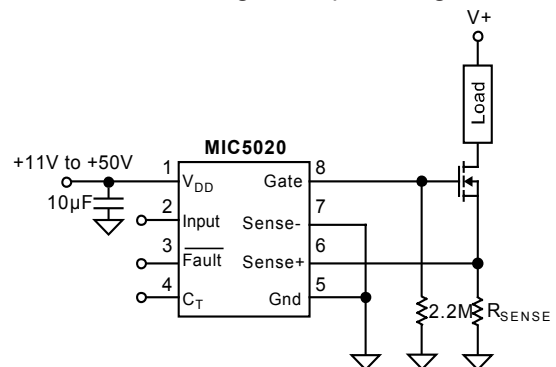 V+
Load
MIC5020
+11V to +50V
10µF
1
V_DD
2
Input
3
Fault
4
C_T
8
Gate
7
Sense-
6
Sense+
5
Gnd
2.2M
R_SENSE